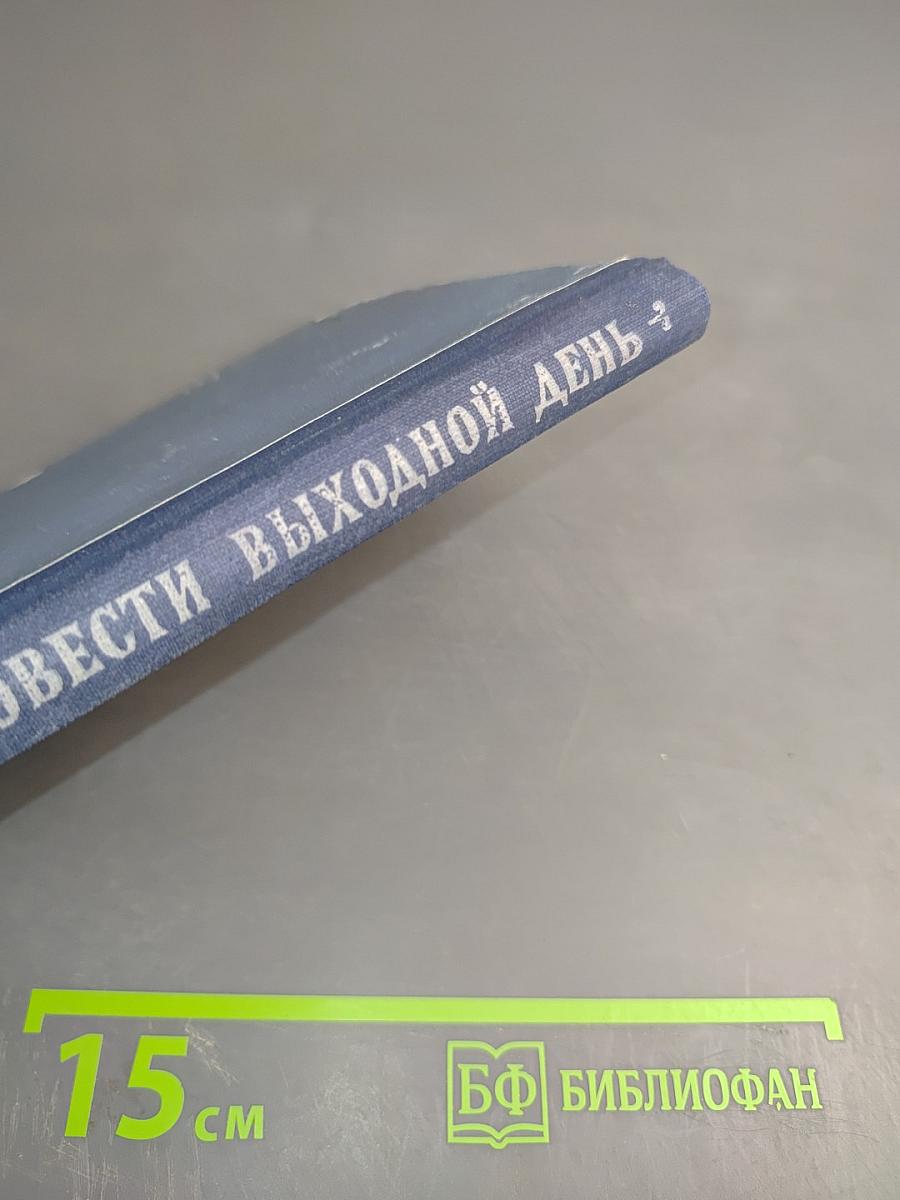 ОВЕСТИ ВЫХОДНОЙ ДЕНЬ
15 см
БФ БИБЛИОФАН